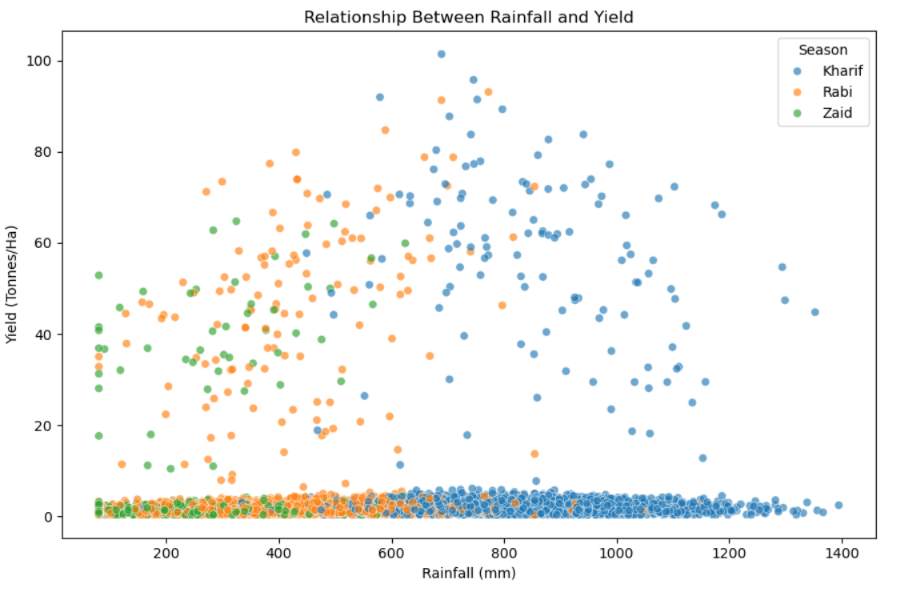 Relationship Between Rainfall and Yield
Season
Kharif
Rabi
Zaid
Yield (Tonnes/Ha)
100
80
60
40
20
0
200 400 600 800 1000 1200 1400
Rainfall (mm)